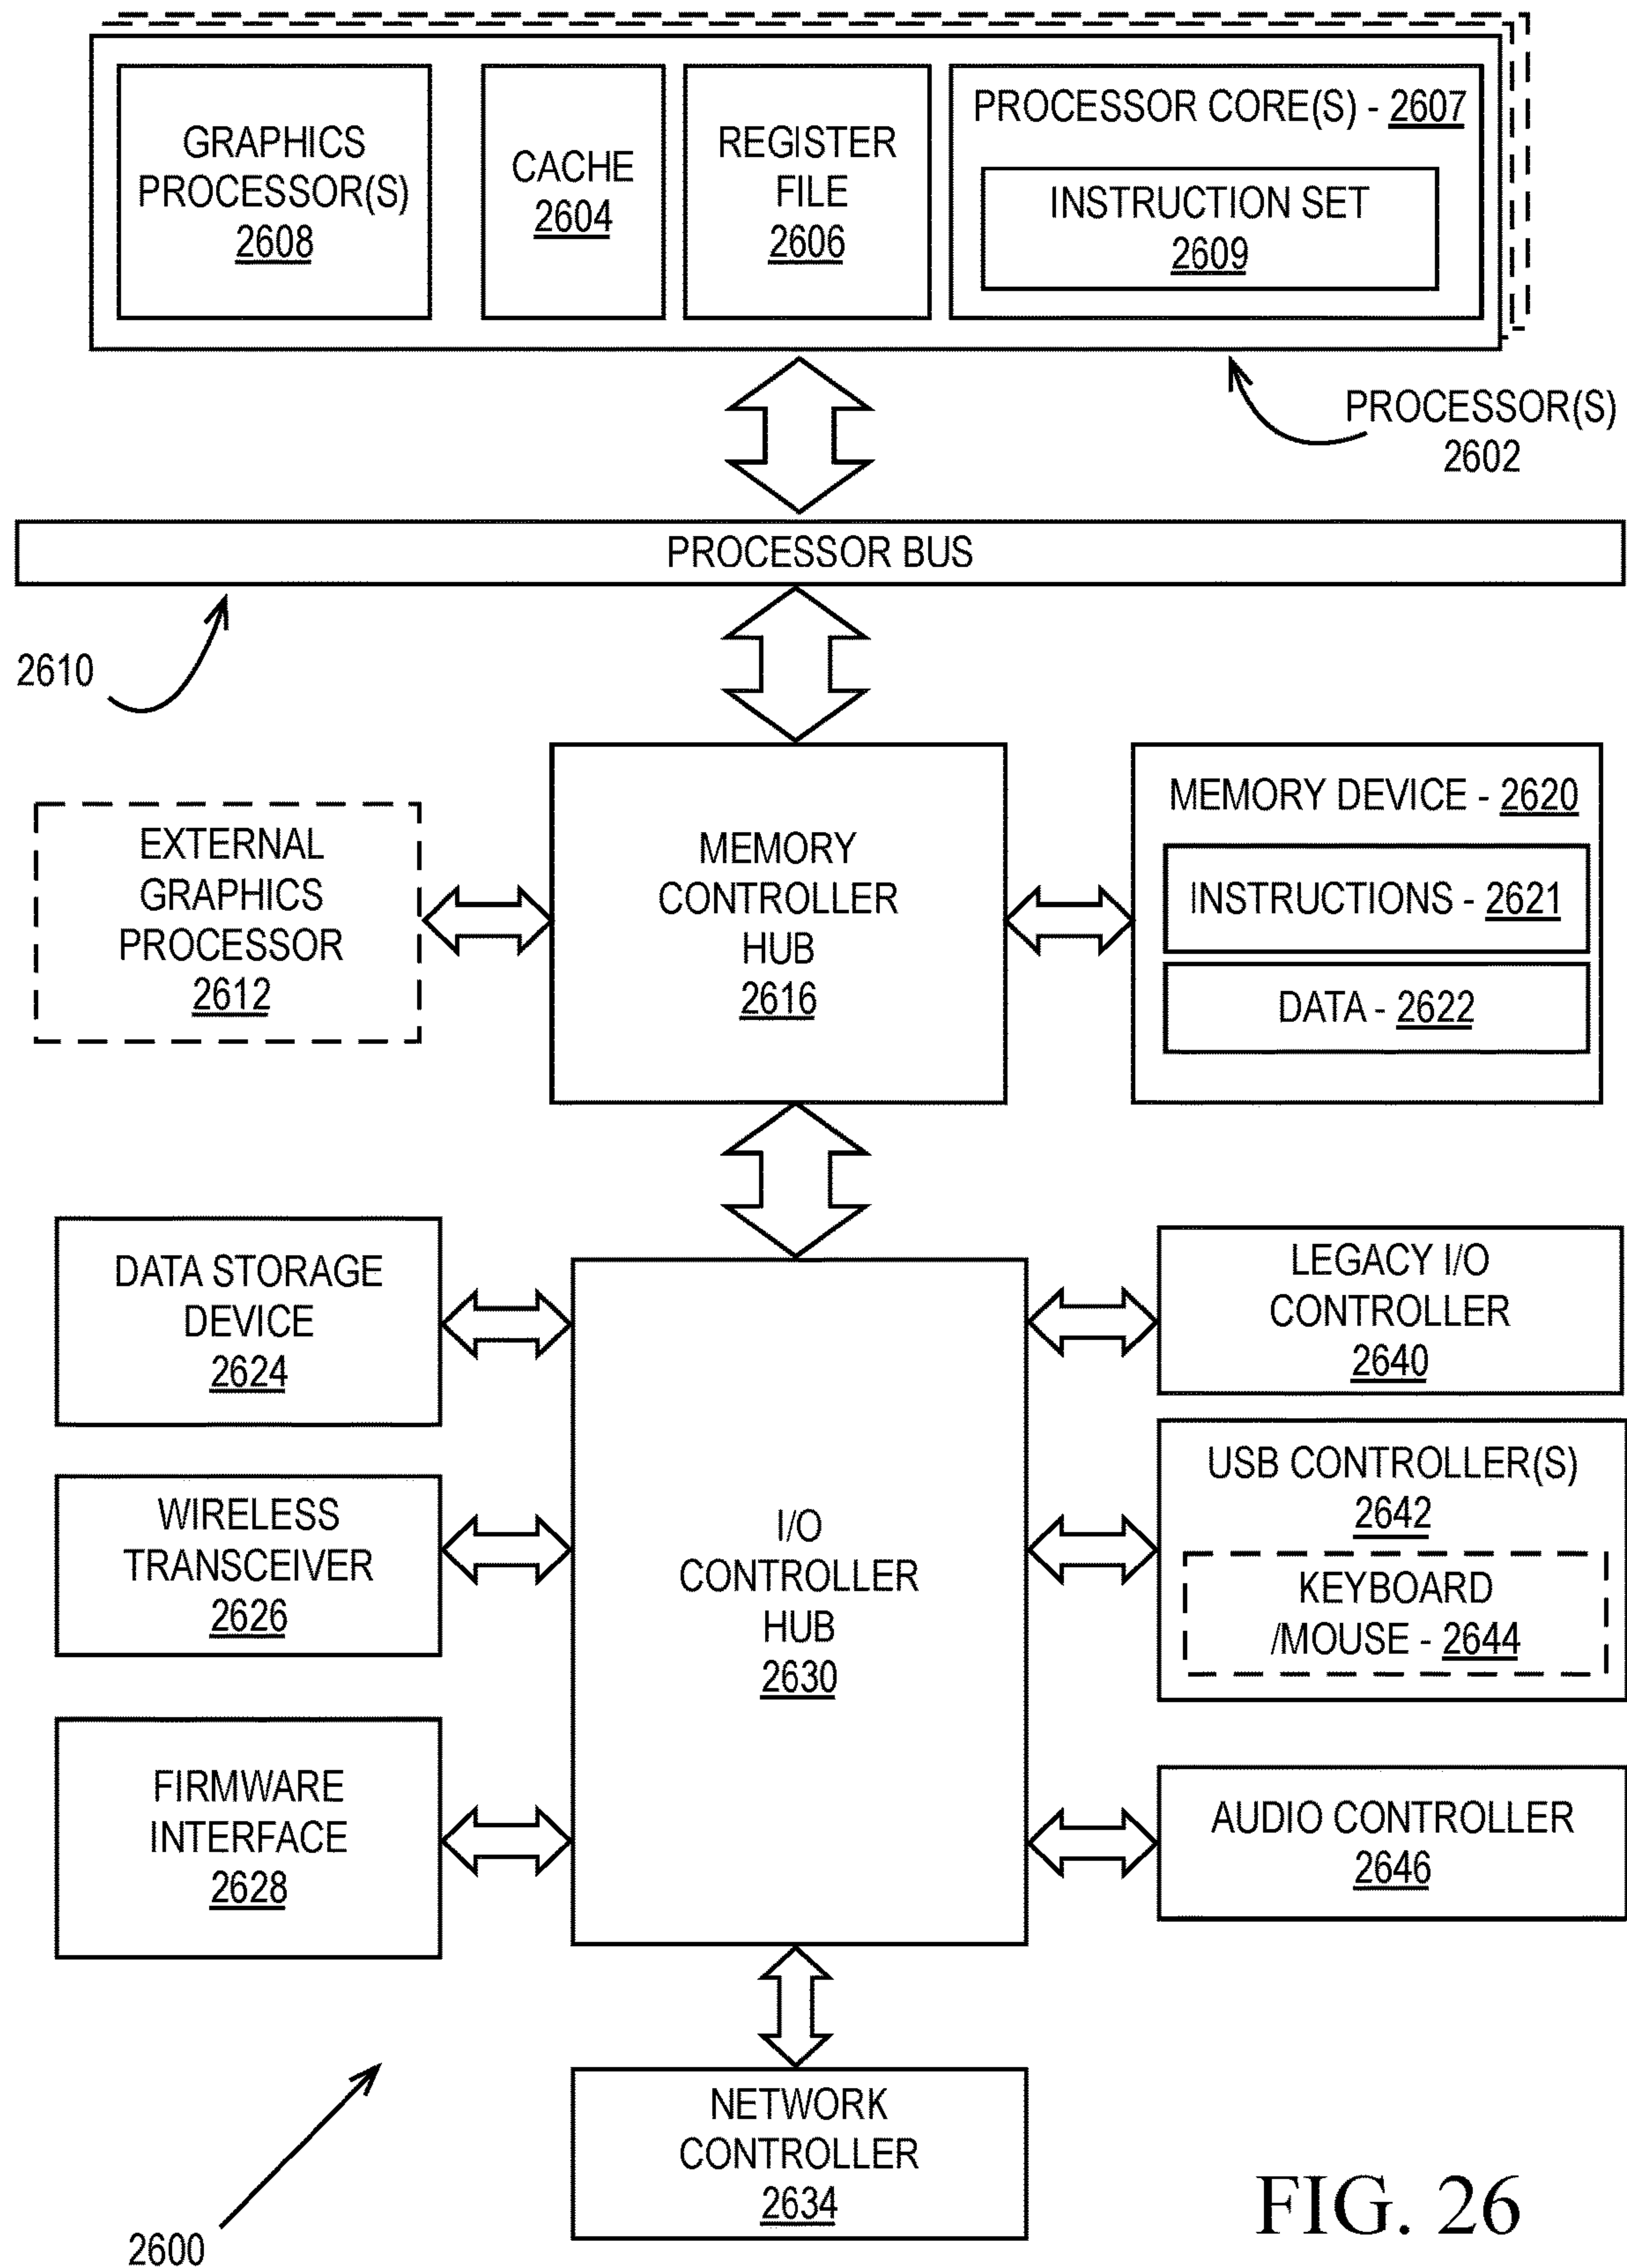 GRAPHICS
PROCESSOR(S)
2608
CACHE
2604
REGISTER
FILE
2606
PROCESSOR CORE(S) - 2607
INSTRUCTION SET
2609
PROCESSOR(S)
2602
PROCESSOR BUS
2610
EXTERNAL
GRAPHICS
PROCESSOR
2612
MEMORY
CONTROLLER
HUB
2616
MEMORY DEVICE - 2620
INSTRUCTIONS - 2621
DATA - 2622
DATA STORAGE
DEVICE
2624
WIRELESS
TRANSCEIVER
2626
FIRMWARE
INTERFACE
2628
I/O
CONTROLLER
HUB
2630
LEGACY I/O
CONTROLLER
2640
USB CONTROLLER(S)
2642
KEYBOARD
/MOUSE - 2644
AUDIO CONTROLLER
2646
NETWORK
CONTROLLER
2634
2600
FIG. 26